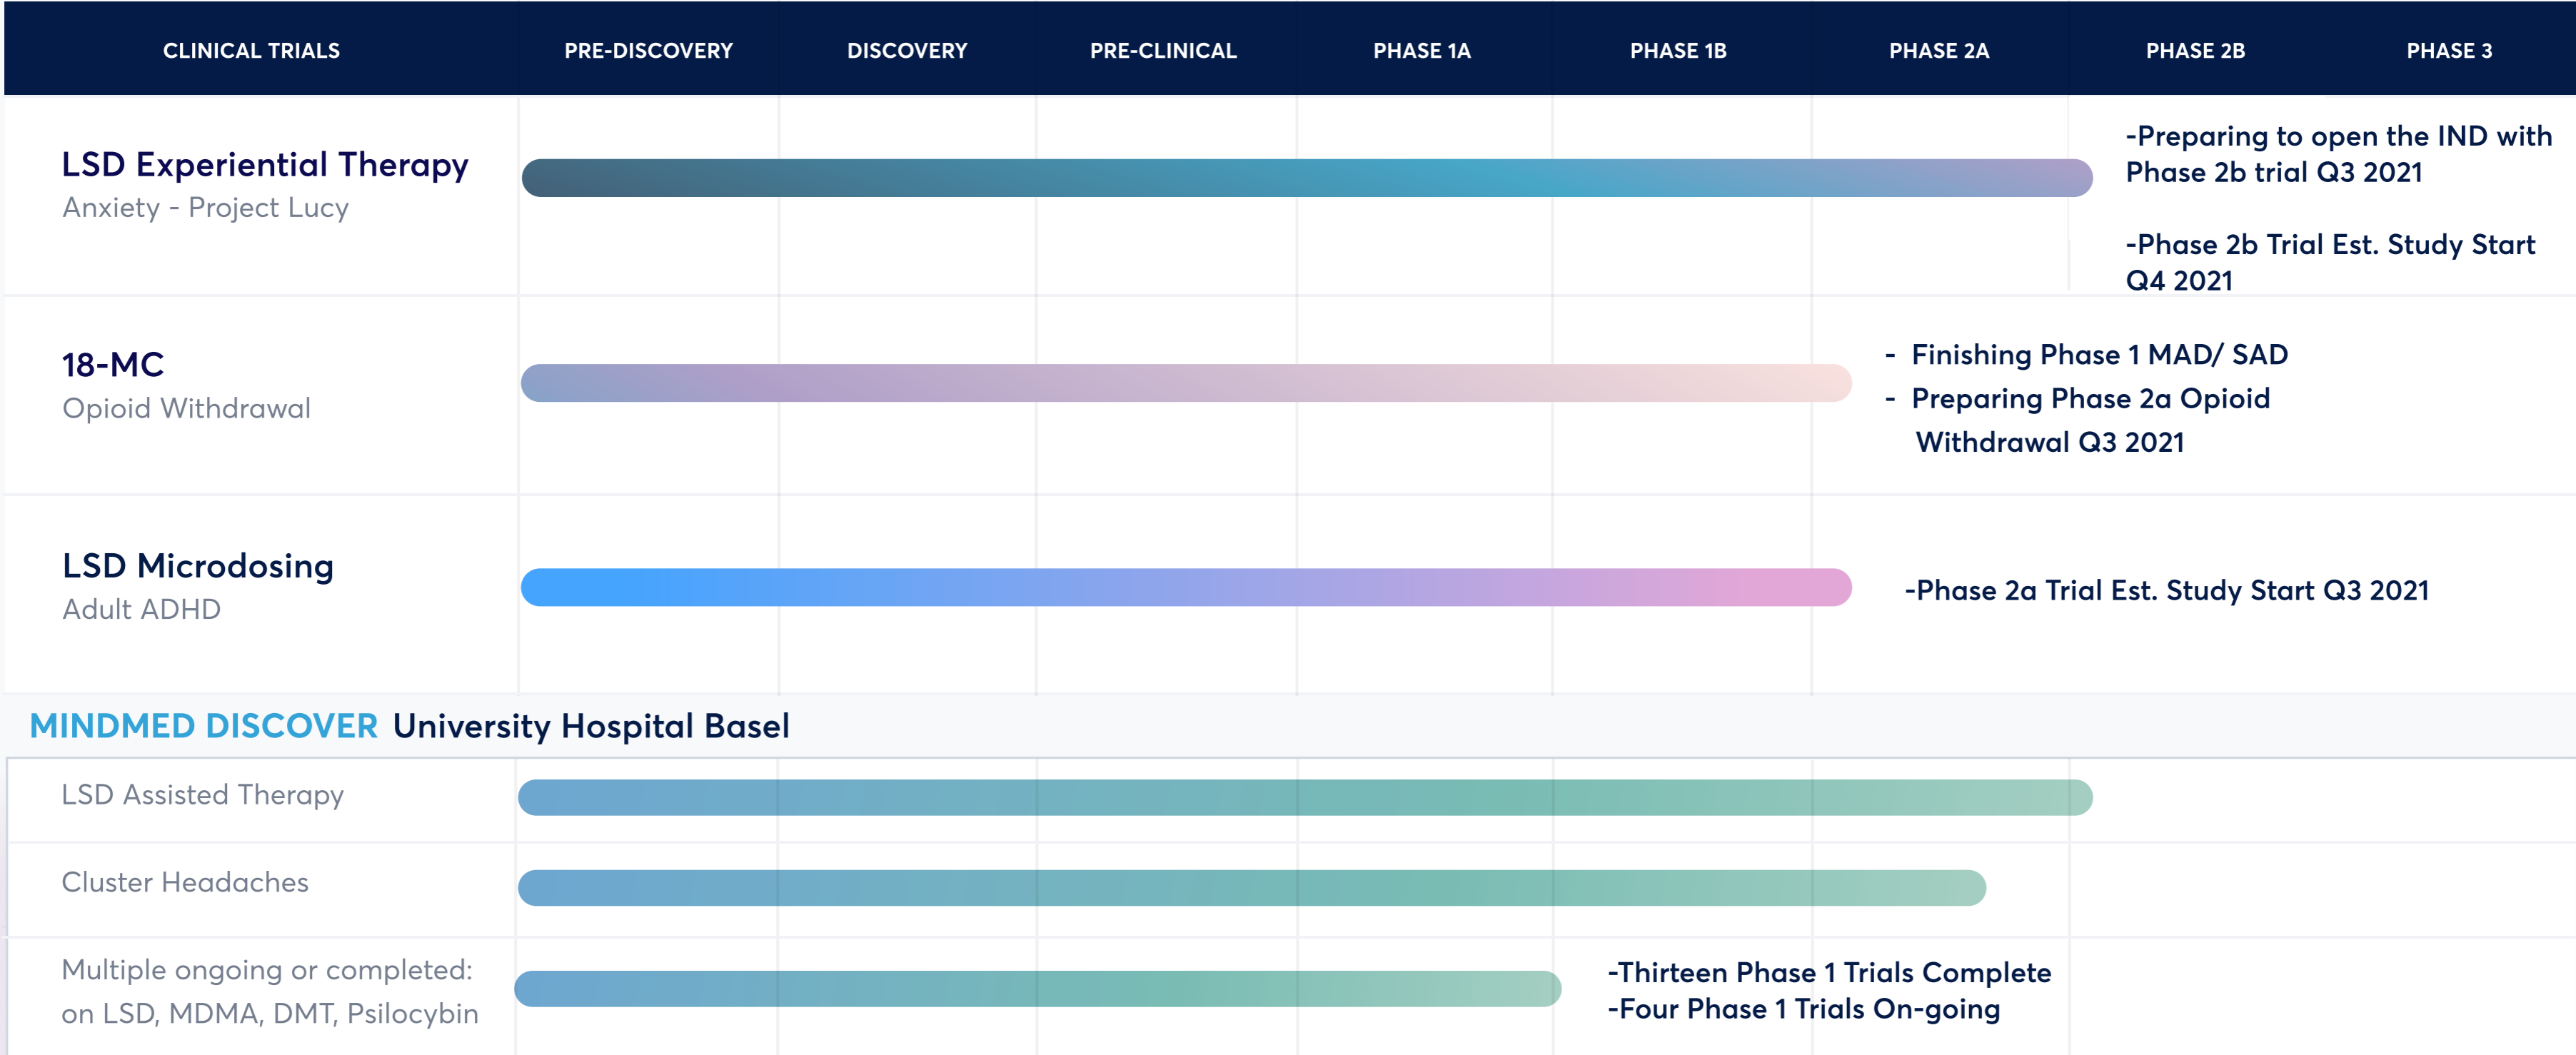 CLINICAL TRIALS PRE-DISCOVERY DISCOVERY PRE-CLINICAL PHASE 1A PHASE 1B PHASE 2A PHASE 2B PHASE 3
LSD Experiential Therapy
Anxiety - Project Lucy
-Preparing to open the IND with
Phase 2b trial Q3 2021
-Phase 2b Trial Est. Study Start
Q4 2021
18-MC
Opioid Withdrawal
- Finishing Phase 1 MAD/ SAD
- Preparing Phase 2a Opioid
Withdrawal Q3 2021
LSD Microdosing
Adult ADHD
-Phase 2a Trial Est. Study Start Q3 2021
MINDMED DISCOVER University Hospital Basel
LSD Assisted Therapy
Cluster Headaches
Multiple ongoing or completed:
on LSD, MDMA, DMT, Psilocybin
-Thirteen Phase 1 Trials Complete
-Four Phase 1 Trials On-going